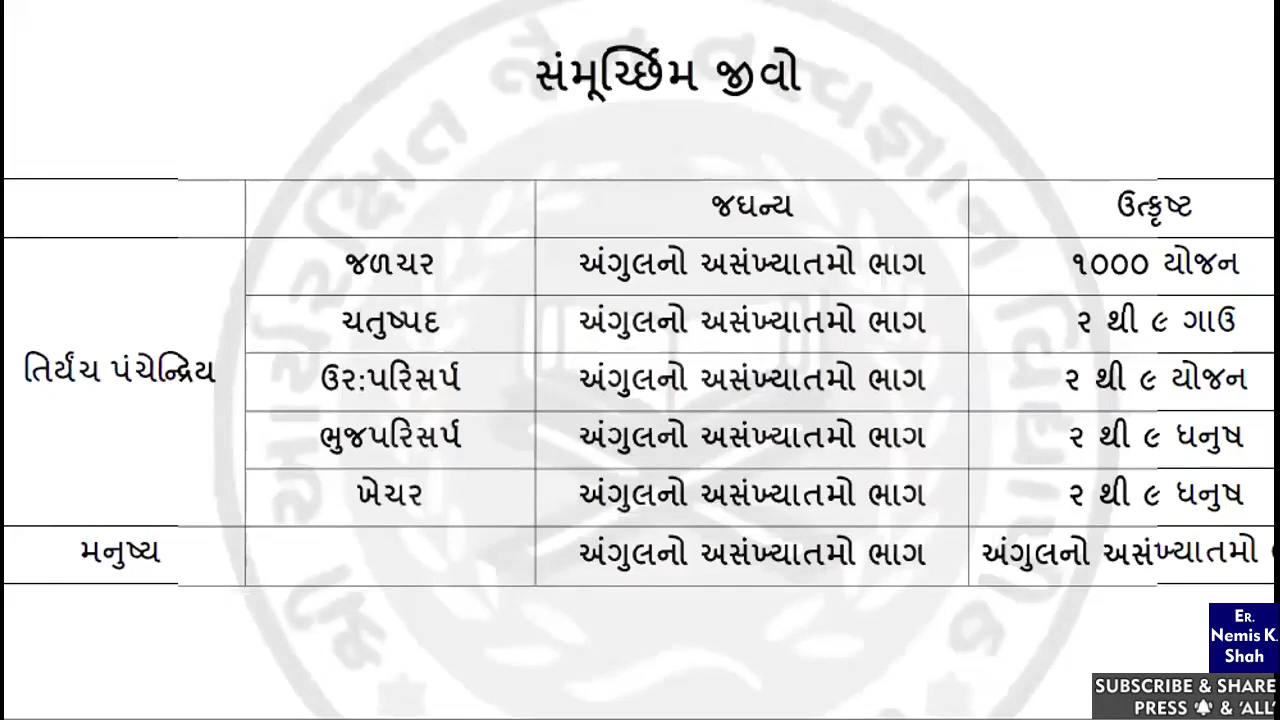 સંમૂર્ચ્છિમ જીવો
જઘન્ય ઉત્કૃષ્ટ
જળચર અંગુલનો અસંખ્યાતમો ભાગ ૧૦૦૦ યોજન
ચતુષ્પદ અંગુલનો અસંખ્યાતમો ભાગ ૨ થી ૯ ગાઉ
તિર્યંચ પંચેન્દ્રિય ઉર:પરિસર્પ અંગુલનો અસંખ્યાતમો ભાગ ૨ થી ૯ યોજન
ભુજપરિસર્પ અંગુલનો અસંખ્યાતમો ભાગ ૨ થી ૯ ધનુષ
ખેચર અંગુલનો અસંખ્યાતમો ભાગ ૨ થી ૯ ધનુષ
મનુષ્ય અંગુલનો અસંખ્યાતમો ભાગ અંગુલનો અસંખ્યાતમો
ER.
Nemis K.
Shah
SUBSCRIBE & SHARE
PRESS & 'ALL'